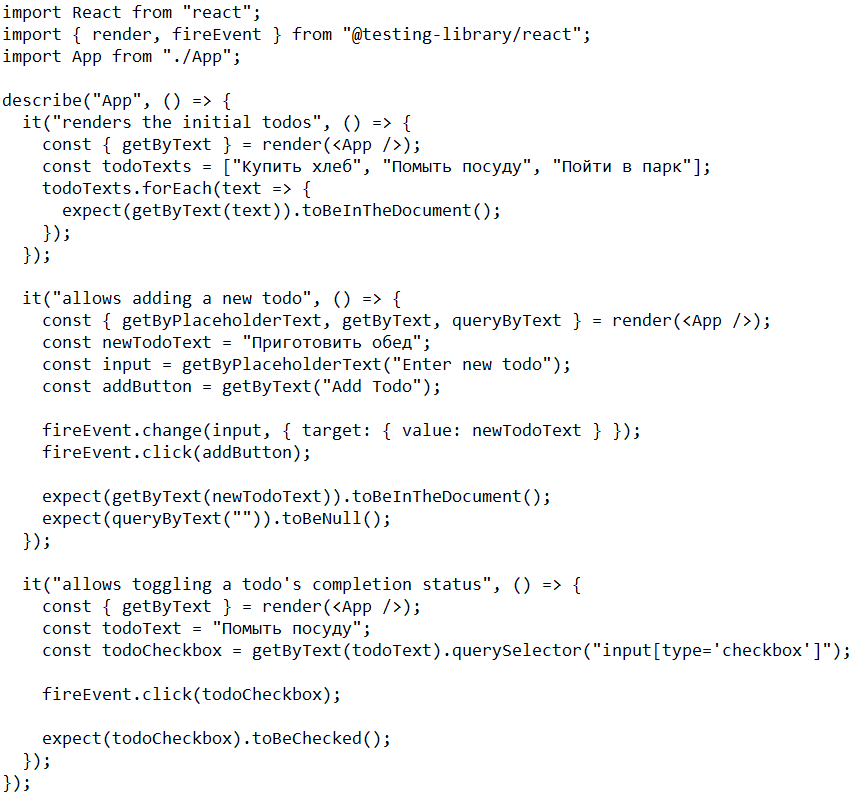 import React from "react";
import { render, fireEvent } from "@testing-library/react";
import App from "./App";

describe("App", () => {
  it("renders the initial todos", () => {
    const { getByText } = render(<App />);
    const todoTexts = ["Купить хлеб", "Помыть посуду", "Пойти в парк"];
    todoTexts.forEach(text => {
      expect(getByText(text)).toBeInTheDocument();
    });
  });

  it("allows adding a new todo", () => {
    const { getByPlaceholderText, getByText, queryByText } = render(<App />);
    const newTodoText = "Приготовить обед";
    const input = getByPlaceholderText("Enter new todo");
    const addButton = getByText("Add Todo");

    fireEvent.change(input, { target: { value: newTodoText } });
    fireEvent.click(addButton);

    expect(getByText(newTodoText)).toBeInTheDocument();
    expect(queryByText("")).toBeNull();
  });

  it("allows toggling a todo's completion status", () => {
    const { getByText } = render(<App />);
    const todoText = "Помыть посуду";
    const todoCheckbox = getByText(todoText).querySelector("input[type='checkbox']");

    fireEvent.click(todoCheckbox);

    expect(todoCheckbox).toBeChecked();
  });
});